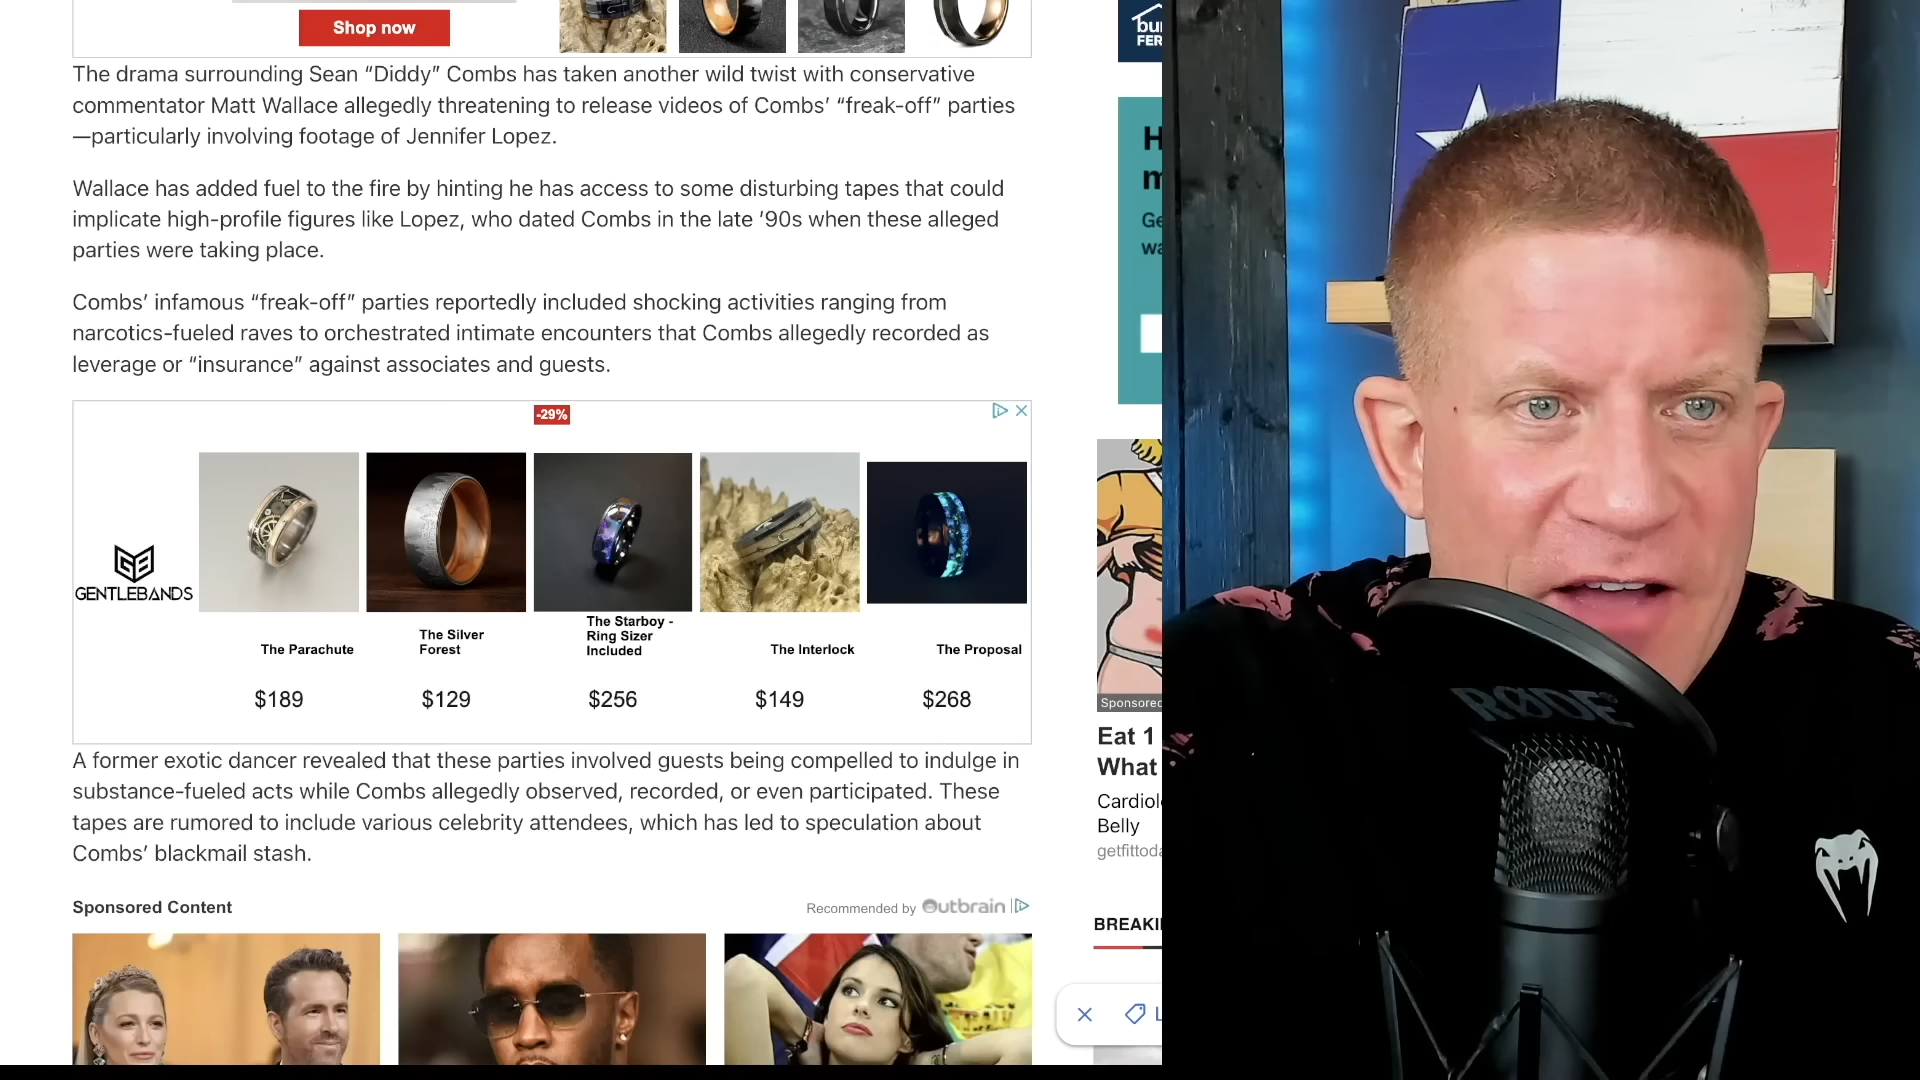 Shop now
The drama surrounding Sean “Diddy” Combs has taken another wild twist with conservative
commentator Matt Wallace allegedly threatening to release videos of Combs’ “freak-off” parties
—particularly involving footage of Jennifer Lopez.
Wallace has added fuel to the fire by hinting he has access to some disturbing tapes that could
implicate high-profile figures like Lopez, who dated Combs in the late ’90s when these alleged
parties were taking place.
Combs’ infamous “freak-off” parties reportedly included shocking activities ranging from
narcotics-fueled raves to orchestrated intimate encounters that Combs allegedly recorded as
leverage or “insurance” against associates and guests.
-29%
GENTLEBANDS
The Parachute
$189
The Silver
Forest
$129
The Starboy -
Ring Sizer
Included
$256
The Interlock
$149
The Proposal
$268
A former exotic dancer revealed that these parties involved guests being compelled to indulge in
substance-fueled acts while Combs allegedly observed, recorded, or even participated. These
tapes are rumored to include various celebrity attendees, which has led to speculation about
Combs’ blackmail stash.
Sponsored Content
Recommended by Outbrain
FER
Sponsored
Eat 1
What
Belly
RØDE